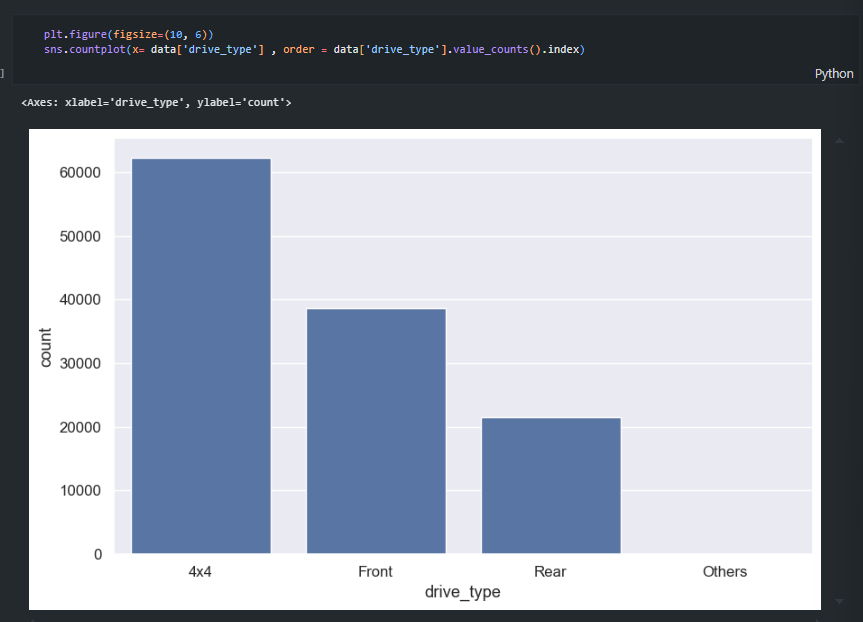 plt.figure(figsize=(10, 6))
sns.countplot(x= data['drive_type'] , order = data['drive_type'].value_counts().index)
]
Python
<Axes: xlabel='drive_type', ylabel='count'>
60000
50000
40000
30000
20000
10000
0
count
4x4 Front Rear Others
drive_type